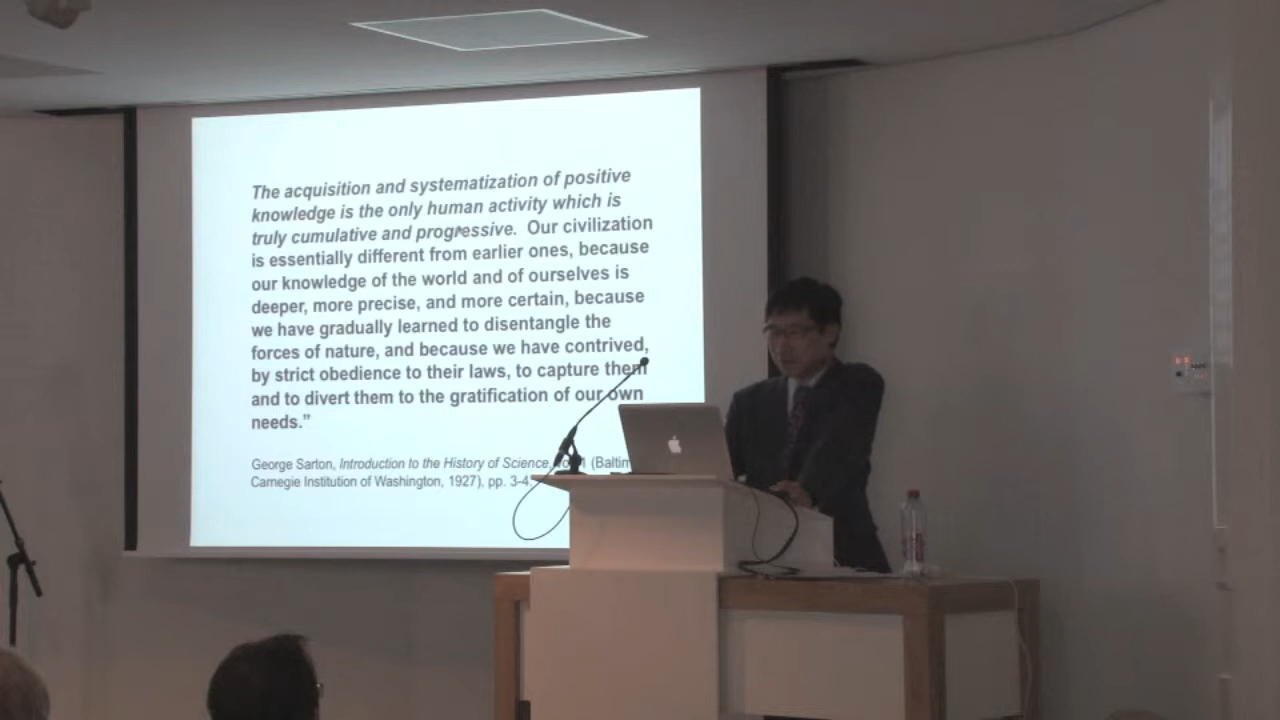 The acquisition and systematization of positive
knowledge is the only human activity which is
truly cumulative and progressive. Our civilization
is essentially different from earlier ones, because
our knowledge of the world and of ourselves is
deeper, more precise, and more certain, because
we have gradually learned to disentangle the
forces of nature, and because we have contrived,
by strict obedience to their laws, to capture them
and to divert them to the gratification of our own
needs.”
George Sarton, Introduction to the History of Science,
Carnegie Institution of Washington, 1927), pp. 3-4